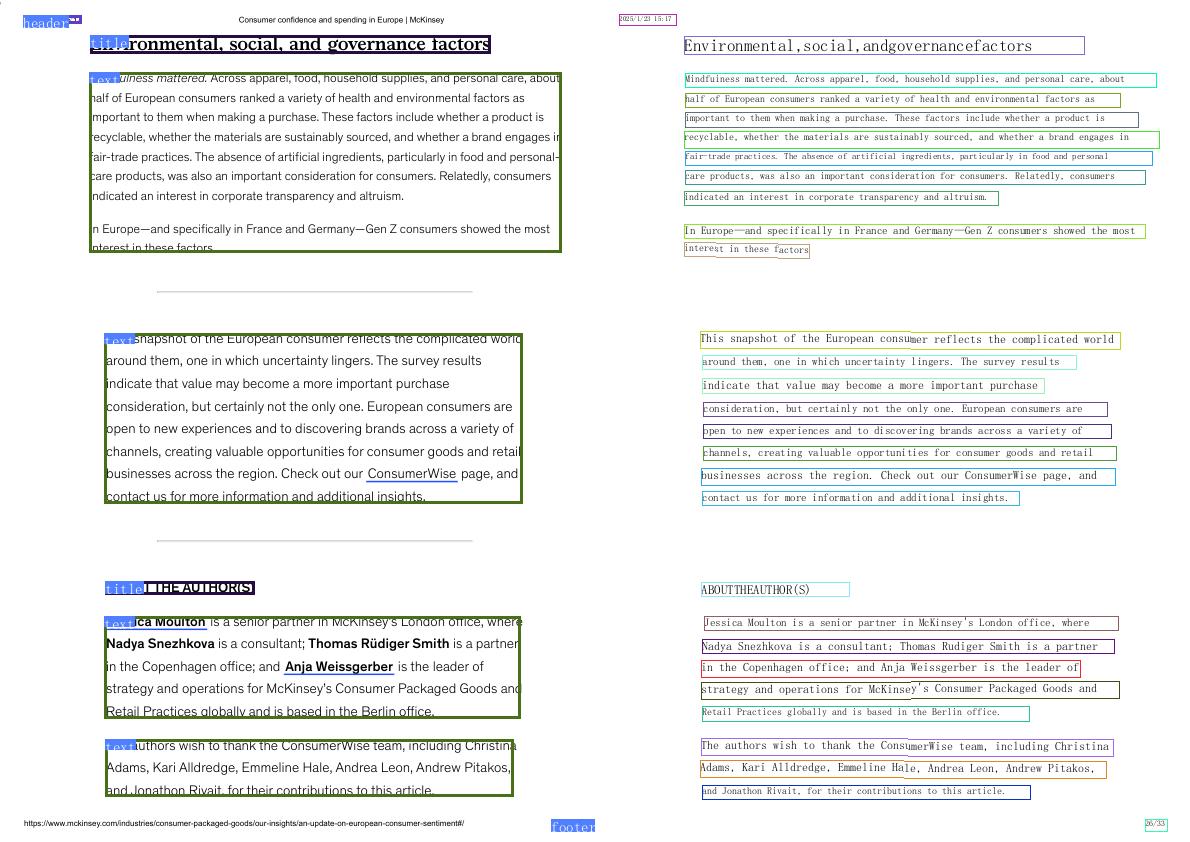 header
Consumer confidence and spending in Europe | McKinsey
title
ronmental, social, and governance factors
text
ulness mattered. Across apparel, food, household supplies, and personal care, about
half of European consumers ranked a variety of health and environmental factors as
important to them when making a purchase. These factors include whether a product is
recyclable, whether the materials are sustainably sourced, and whether a brand engages in
fair-trade practices. The absence of artificial ingredients, particularly in food and personal-
care products, was also an important consideration for consumers. Relatedly, consumers
indicated an interest in corporate transparency and altruism.
In Europe—and specifically in France and Germany—Gen Z consumers showed the most
interest in these factors.
text
snapshot of the European consumer reflects the complicated world
around them, one in which uncertainty lingers. The survey results
indicate that value may become a more important purchase
consideration, but certainly not the only one. European consumers are
open to new experiences and to discovering brands across a variety of
channels, creating valuable opportunities for consumer goods and retail
businesses across the region. Check out our ConsumerWise page, and
contact us for more information and additional insights.
title
T THE AUTHOR(S)
text
ica Moulton is a senior partner in McKinsey's London office, where
Nadya Snezhkova is a consultant; Thomas Rüdiger Smith is a partner
in the Copenhagen office; and Anja Weissgerber is the leader of
strategy and operations for McKinsey's Consumer Packaged Goods and
Retail Practices globally and is based in the Berlin office.
text
authors wish to thank the ConsumerWise team, including Christina
Adams, Kari Alldredge, Emmeline Hale, Andrea Leon, Andrew Pitakos,
and Jonathon Rivait, for their contributions to this article.
https://www.mckinsey.com/industries/consumer-packaged-goods/our-insights/an-update-on-european-consumer-sentiment#/
footer
2025/1/23 15:17
Environmental,social,andgovernancefactors
Mindfulness mattered. Across apparel, food, household supplies, and personal care, about
half of European consumers ranked a variety of health and environmental factors as
important to them when making a purchase. These factors include whether a product is
recyclable, whether the materials are sustainably sourced, and whether a brand engages in
fair-trade practices. The absence of artificial ingredients, particularly in food and personal
care products, was also an important consideration for consumers. Relatedly, consumers
indicated an interest in corporate transparency and altruism.
In Europe——and specifically in France and Germany——Gen Z consumers showed the most
interest in these factors
This snapshot of the European consumer reflects the complicated world
around them, one in which uncertainty lingers. The survey results
indicate that value may become a more important purchase
consideration, but certainly not the only one. European consumers are
open to new experiences and to discovering brands across a variety of
channels, creating valuable opportunities for consumer goods and retail
businesses across the region. Check out our ConsumerWise page, and
contact us for more information and additional insights.
ABOUTTHEAUTHOR(S)
Jessica Moulton is a senior partner in McKinsey's London office, where
Nadya Snezhkova is a consultant; Thomas Rudiger Smith is a partner
in the Copenhagen office; and Anja Weissgerber is the leader of
strategy and operations for McKinsey's Consumer Packaged Goods and
Retail Practices globally and is based in the Berlin office.
The authors wish to thank the ConsumerWise team, including Christina
Adams, Kari Alldredge, Emmeline Hale, Andrea Leon, Andrew Pitakos,
and Jonathon Rivait, for their contributions to this article.
26/33